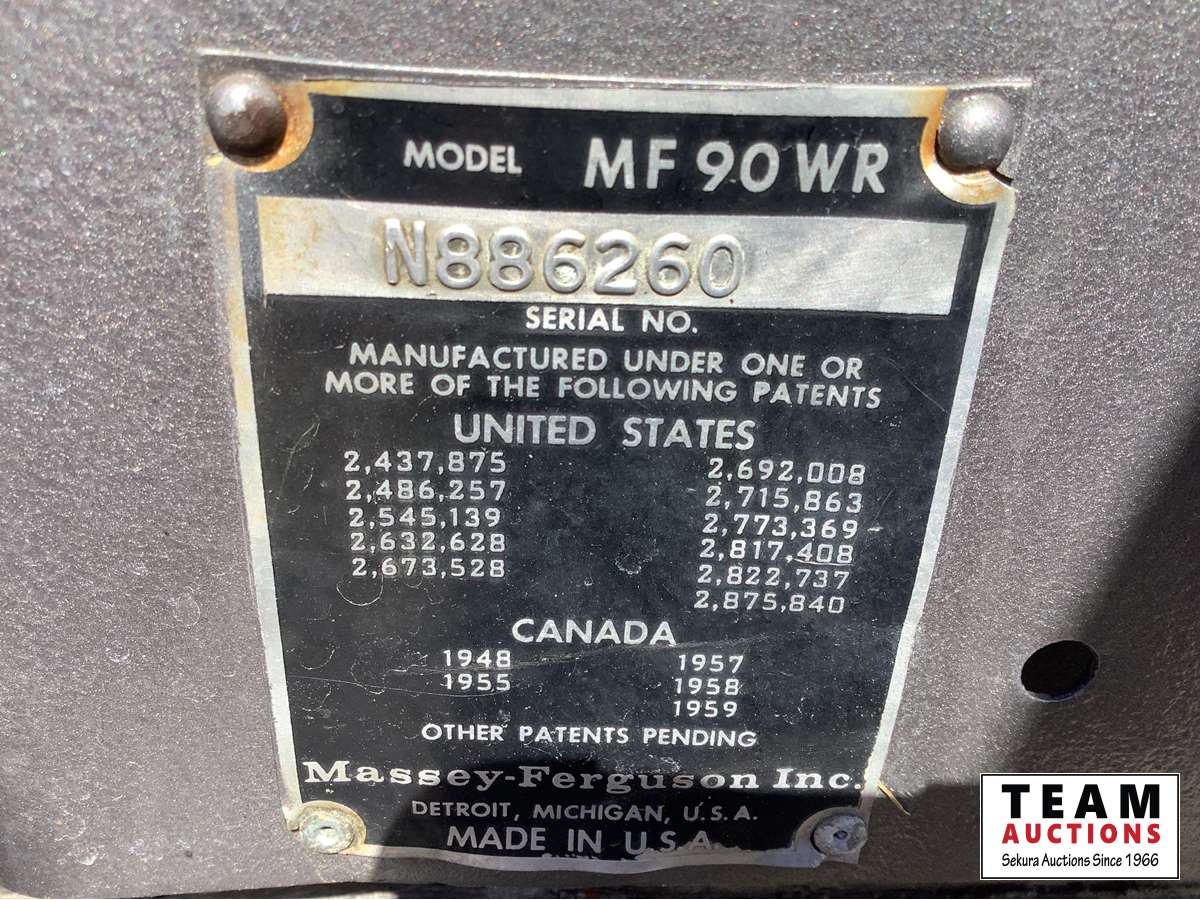 MODEL MF 90 WR
N886260
SERIAL NO.
MANUFACTURED UNDER ONE OR
MORE OF THE FOLLOWING PATENTS
UNITED STATES
2,437,875 2,692,008
2,486,257 2,715,863
2,545,139 2,773,369
2,632,628 2,817,408
2,673,528 2,822,737
2,875,840
CANADA
1948 1957
1955 1958
1959
OTHER PATENTS PENDING
Massey-Ferguson Inc.
DETROIT, MICHIGAN, U.S.A.
MADE IN U.S.A.
TEAM
AUCTIONS
Sekura Auctions Since 1966